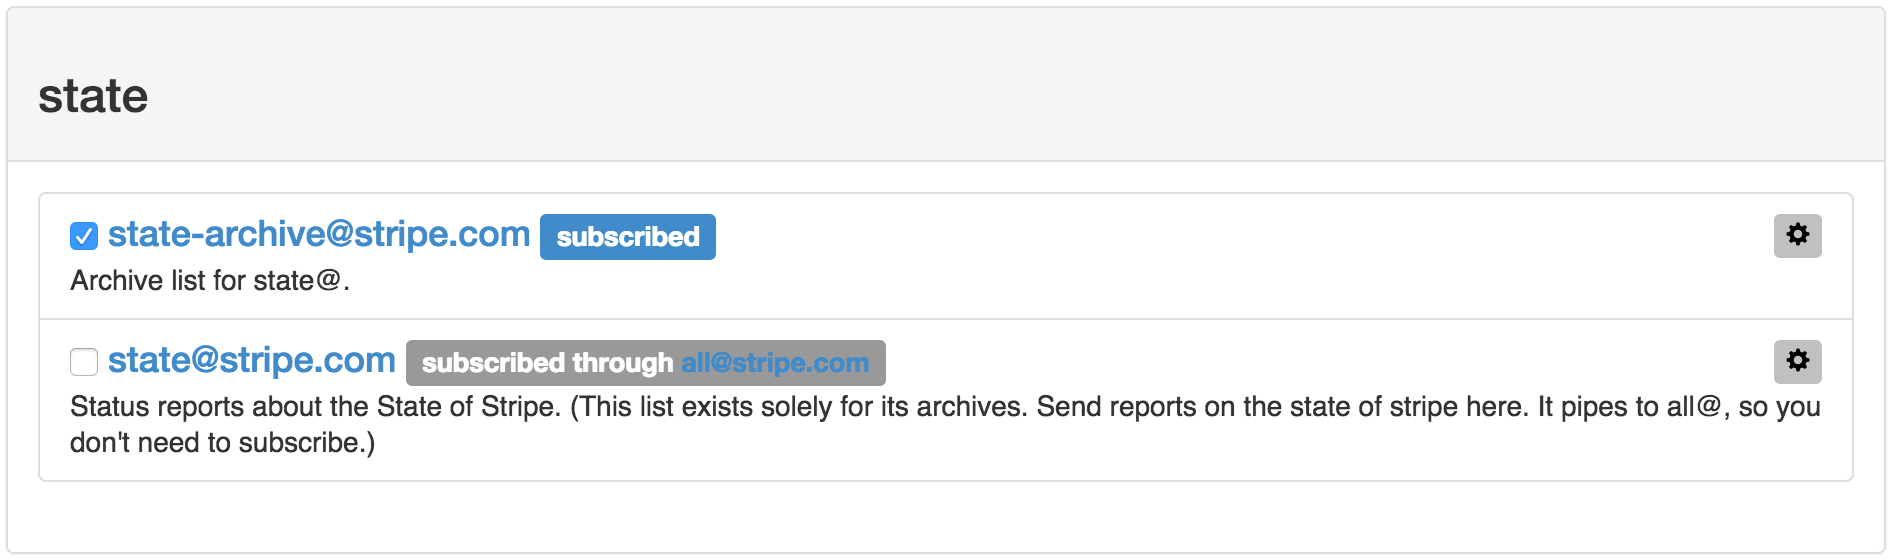 state
state-archive@stripe.com subscribed
Archive list for state@.
state@stripe.com subscribed through all@stripe.com
Status reports about the State of Stripe. (This list exists solely for its archives. Send reports on the state of stripe here. It pipes to all@, so you
don't need to subscribe.)